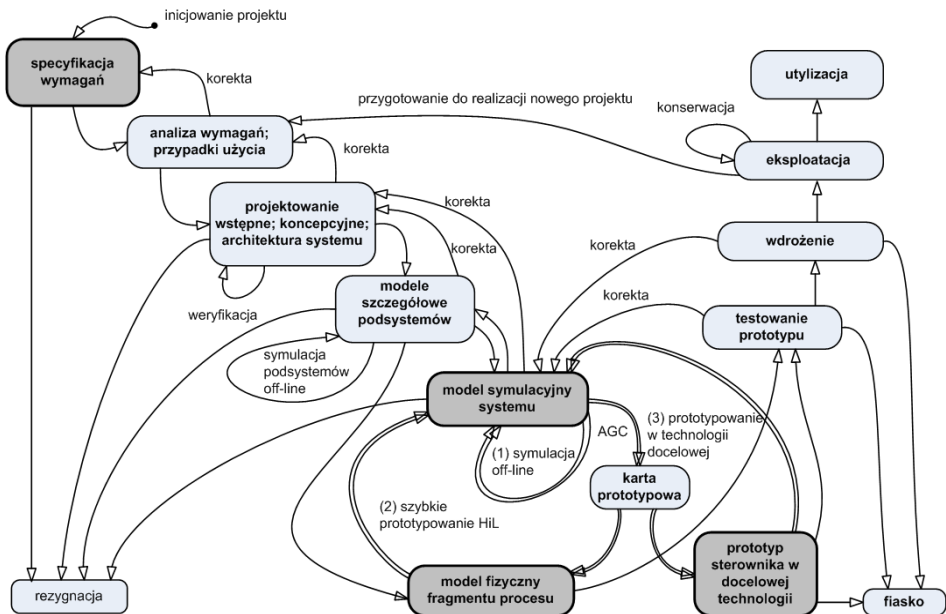 inicjowanie projektu
specyfikacja
wymagań
korekta
utylizacja
przygotowanie do realizacji nowego projektu
konserwacja
analiza wymagań;
przypadki użycia
korekta
eksploatacja
projektowanie
wstępne; koncepcyjne;
architektura systemu
korekta
korekta
wdrożenie
modele
szczegółowe
podsystemów
weryfikacja
korekta
testowanie
prototypu
symulacja
podsystemów
off-line
model symulacyjny
systemu
(1) symulacja
off-line
AGC
(3) prototypowanie
w technologii
docelowej
karta
prototypowa
(2) szybkie
prototypowanie HiL
prototyp
sterownika w
docelowej
technologii
model fizyczny
fragmentu procesu
rezygnacja
fiasko